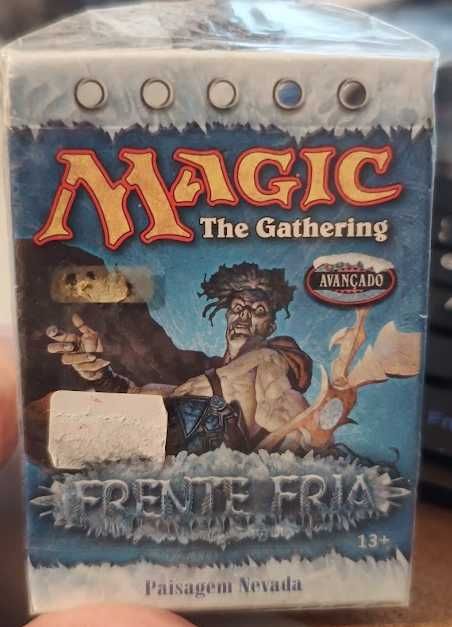 MAGIC
The Gathering
AVANÇADO
FRENTE FRIA
13+
Paisagem Nevada